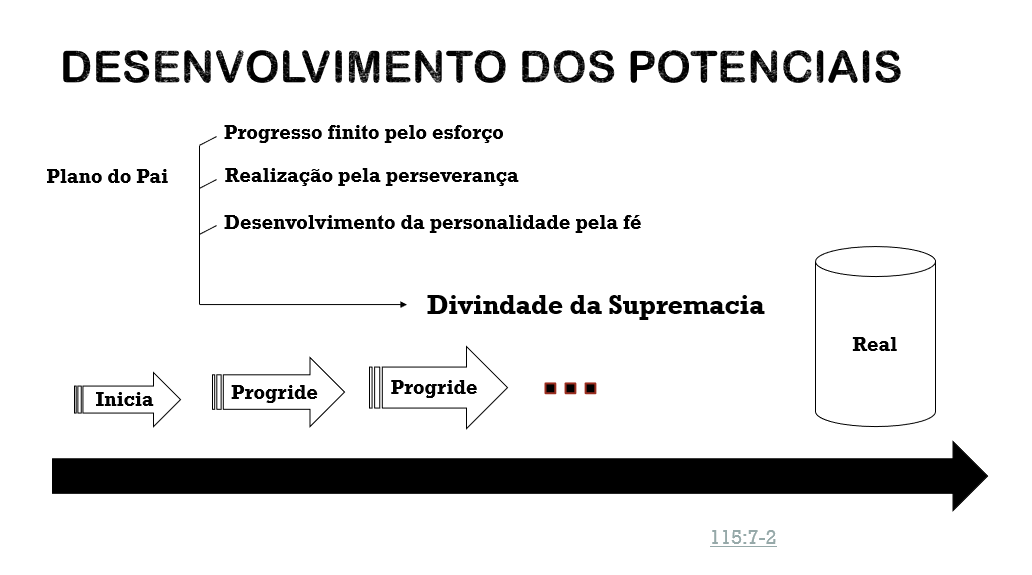 DESENVOLVIMENTO DOS POTENCIAIS
Progresso finito pelo esforço
Plano do Pai
Realização pela perseverança
Desenvolvimento da personalidade pela fé
Divindade da Supremacia
Real
Inicia
Progride
Progride
115:7-2